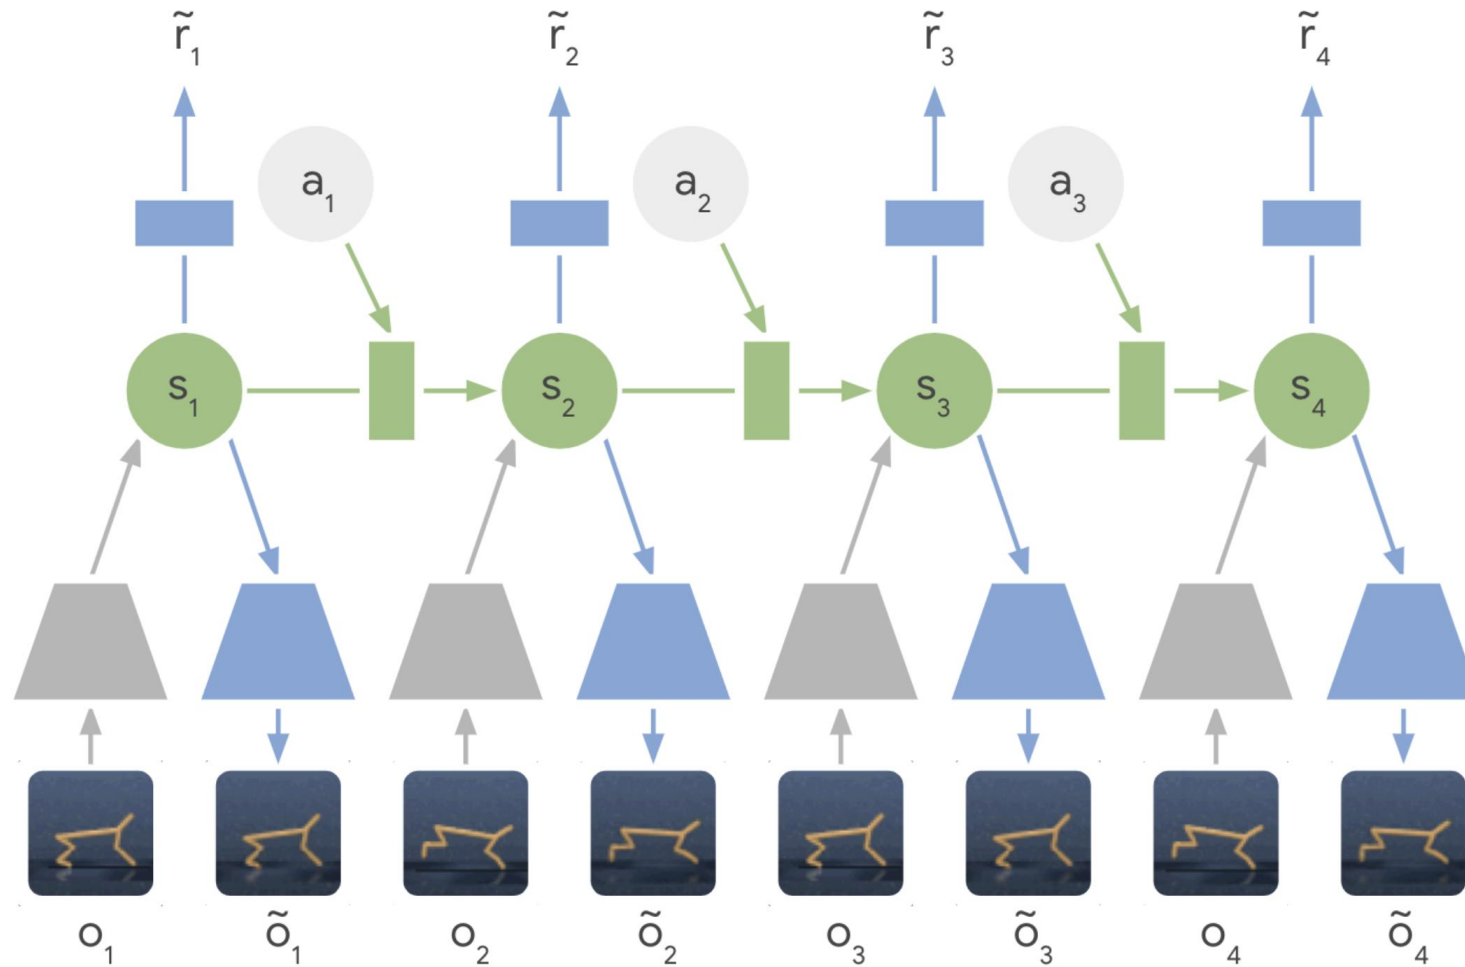 r̃₁ r̃₂ r̃₃ r̃₄
a₁ a₂ a₃
s₁ s₂ s₃ s₄
o₁ õ₁ o₂ õ₂ o₃ õ₃ o₄ õ₄